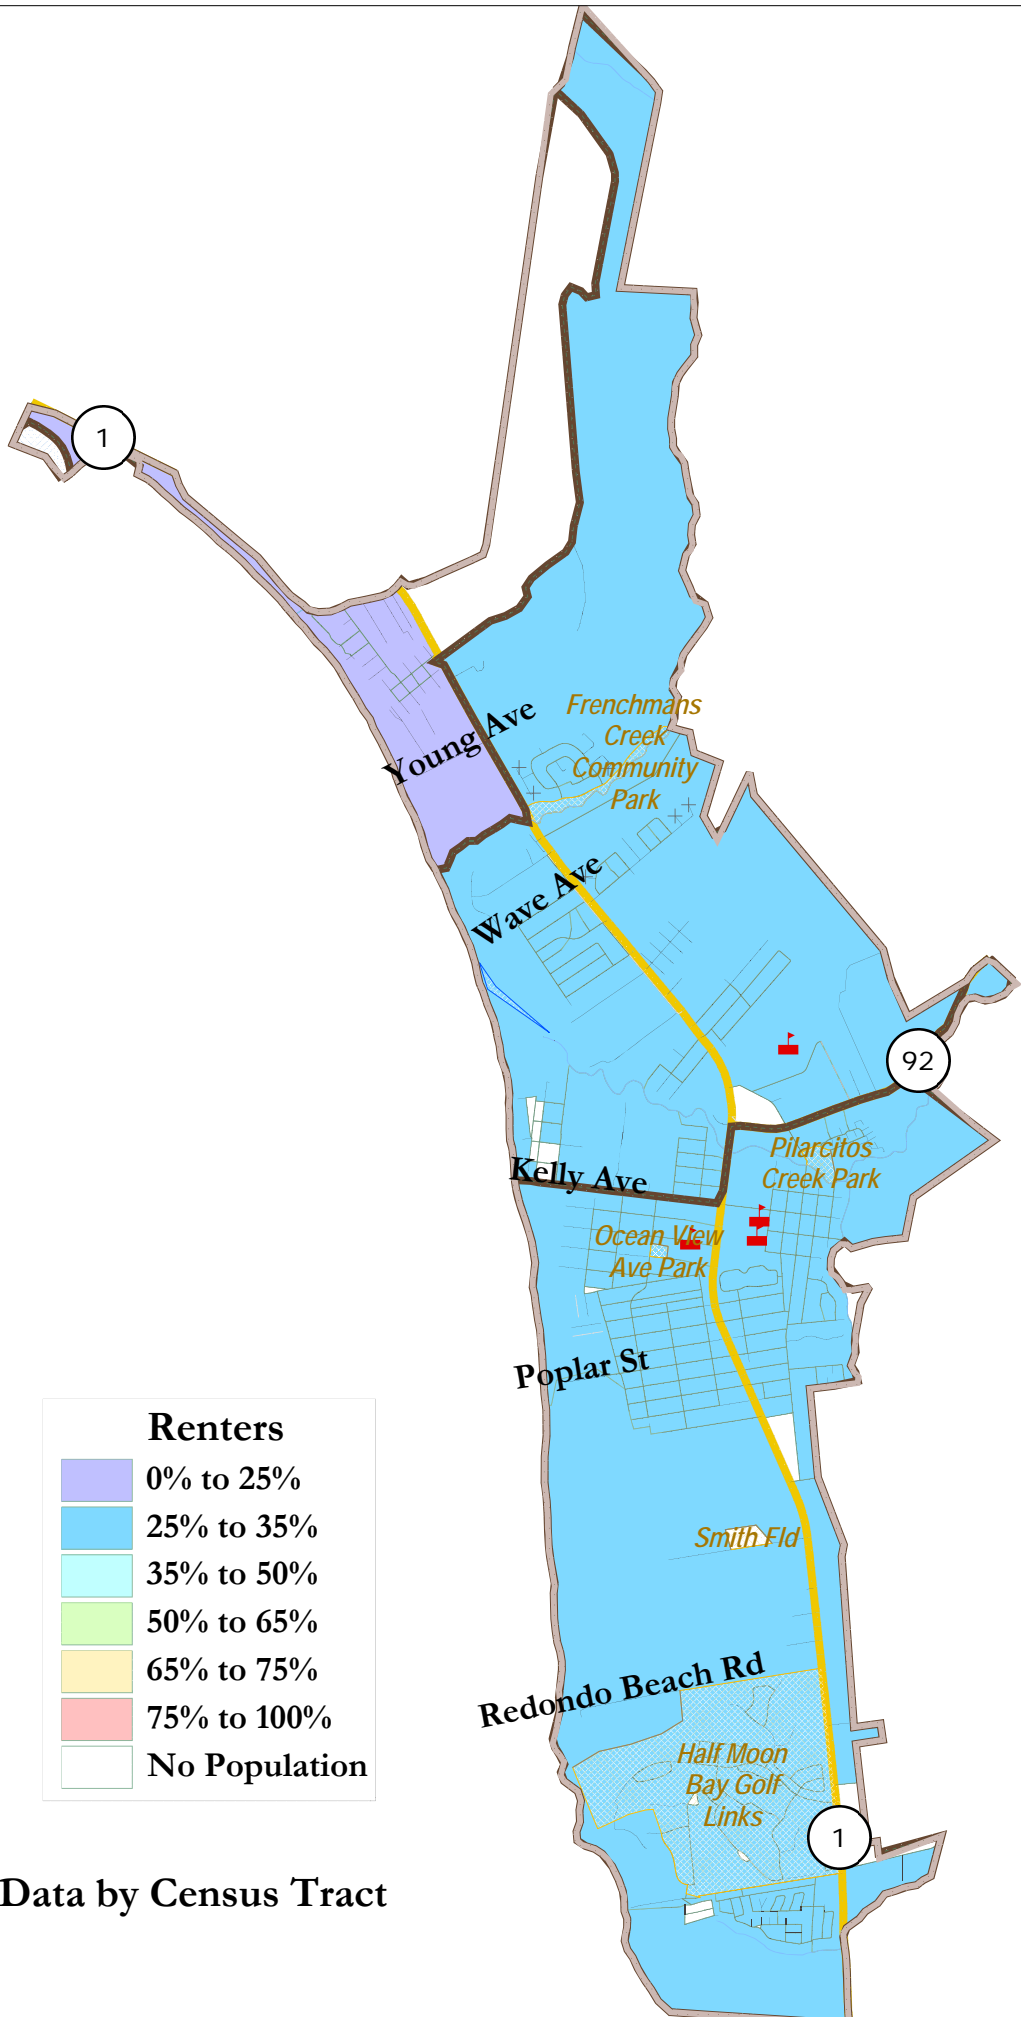 1
Young Ave
Frenchmans
Creek
Community
Park
Wave Ave
92
Pilarcitos
Creek Park
Kelly Ave
Ocean View
Ave Park
Poplar St
Renters
0% to 25%
25% to 35%
35% to 50%
50% to 65%
65% to 75%
75% to 100%
No Population
Smith Fld
Redondo Beach Rd
Half Moon
Bay Golf
Links
1
Data by Census Tract